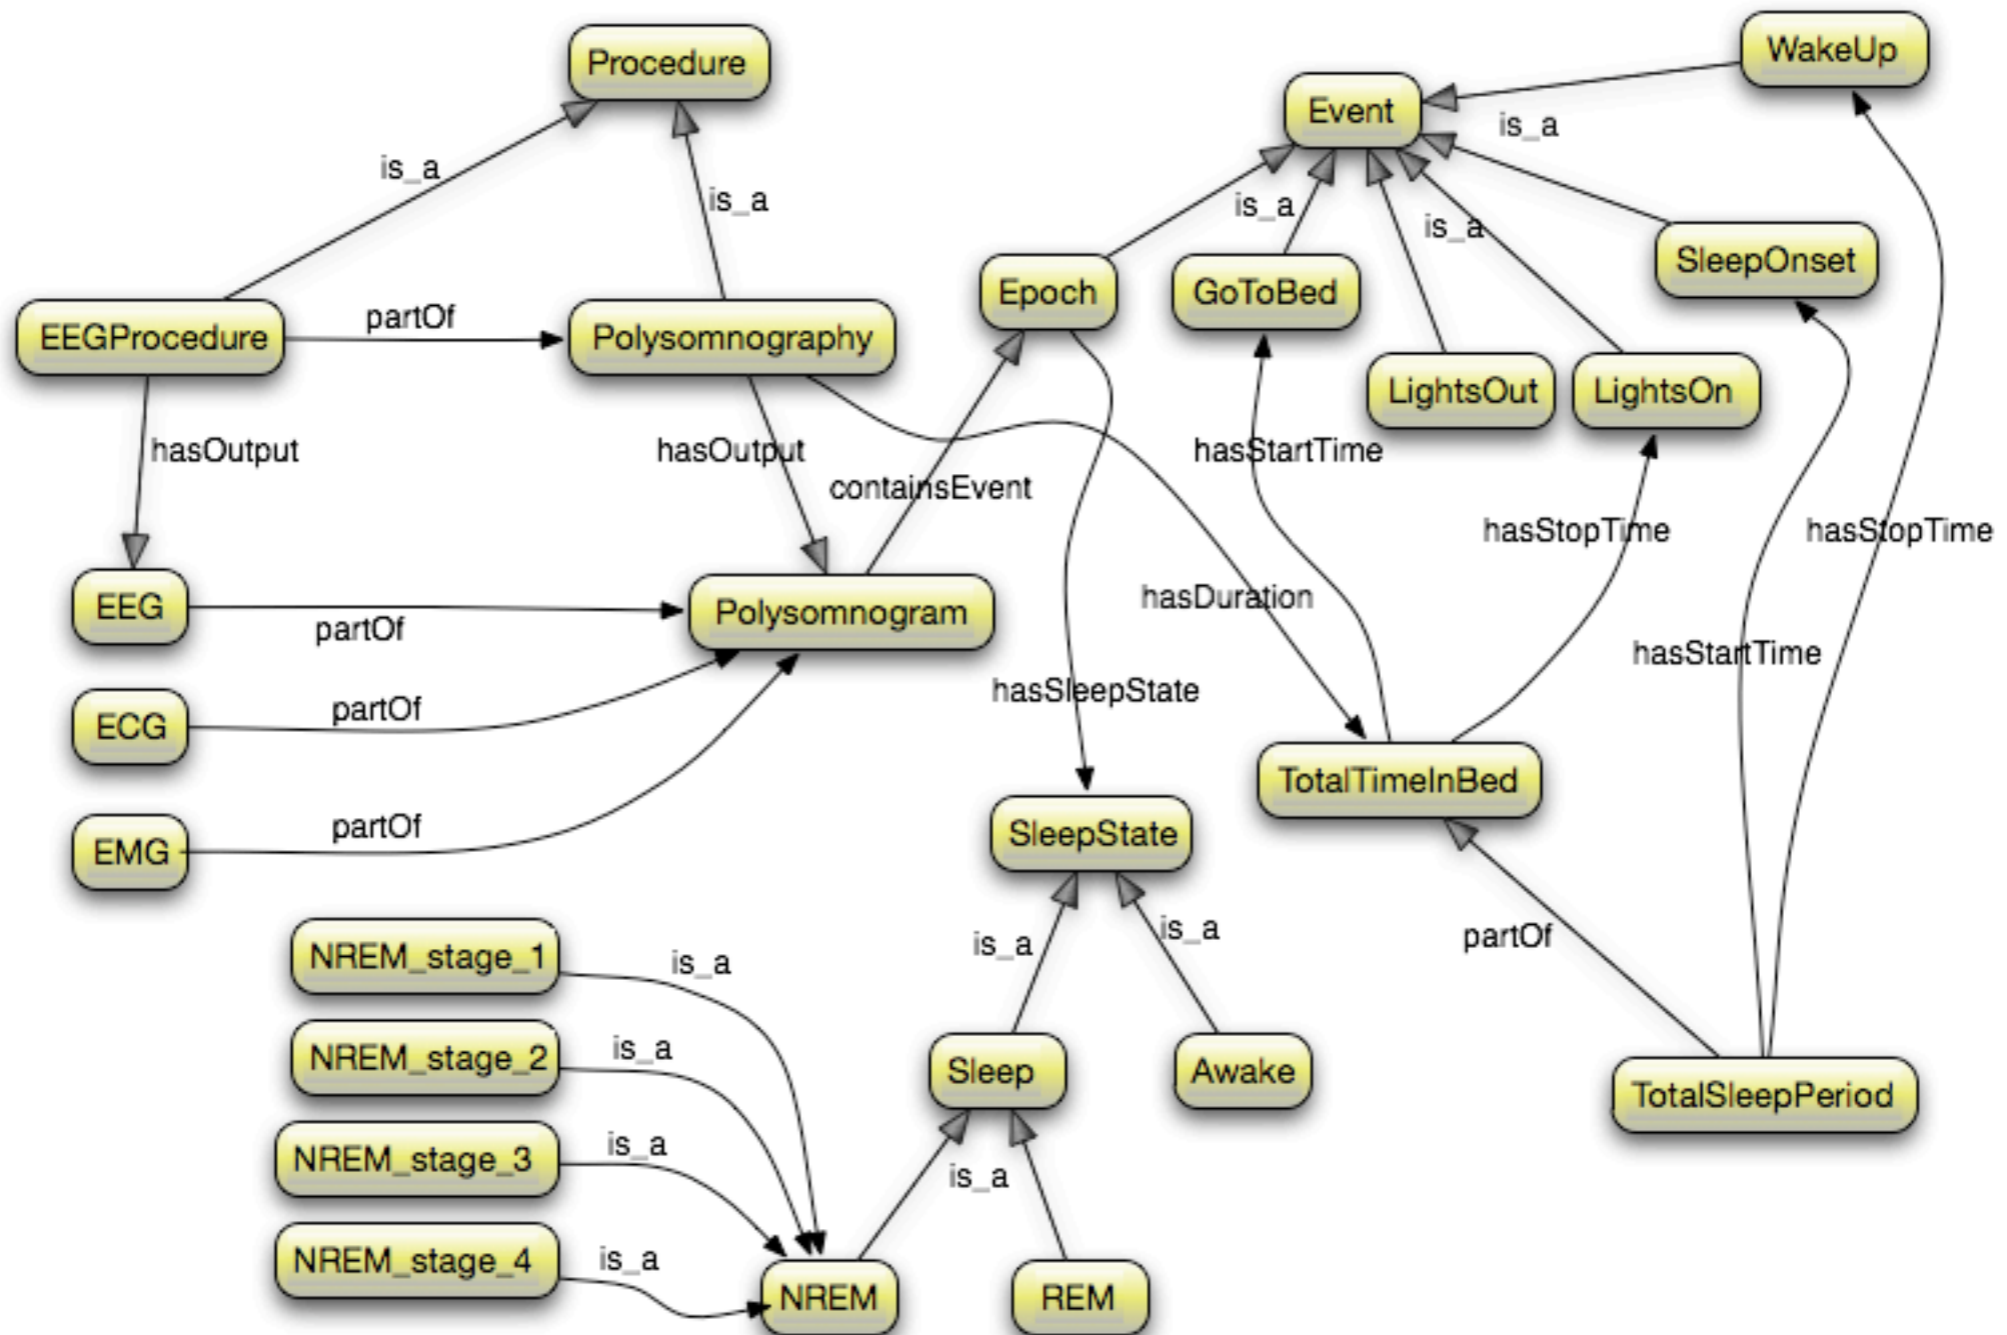 WakeUp
Procedure
Event
is_a
is_a
is_a
is_a
is_a
SleepOnset
Epoch
GoToBed
EEGProcedure
partOf
Polysomnography
LightsOut
LightsOn
hasOutput
hasOutput
hasStartTime
containsEvent
hasStopTime
hasStopTime
hasDuration
EEG
Polysomnogram
partOf
hasStartTime
hasSleepState
partOf
ECG
TotalTimeInBed
partOf
SleepState
EMG
is_a
is_a
partOf
NREM_stage_1
is_a
NREM_stage_2
is_a
Sleep
Awake
TotalSleepPeriod
NREM_stage_3
is_a
is_a
NREM_stage_4
is_a
NREM
REM